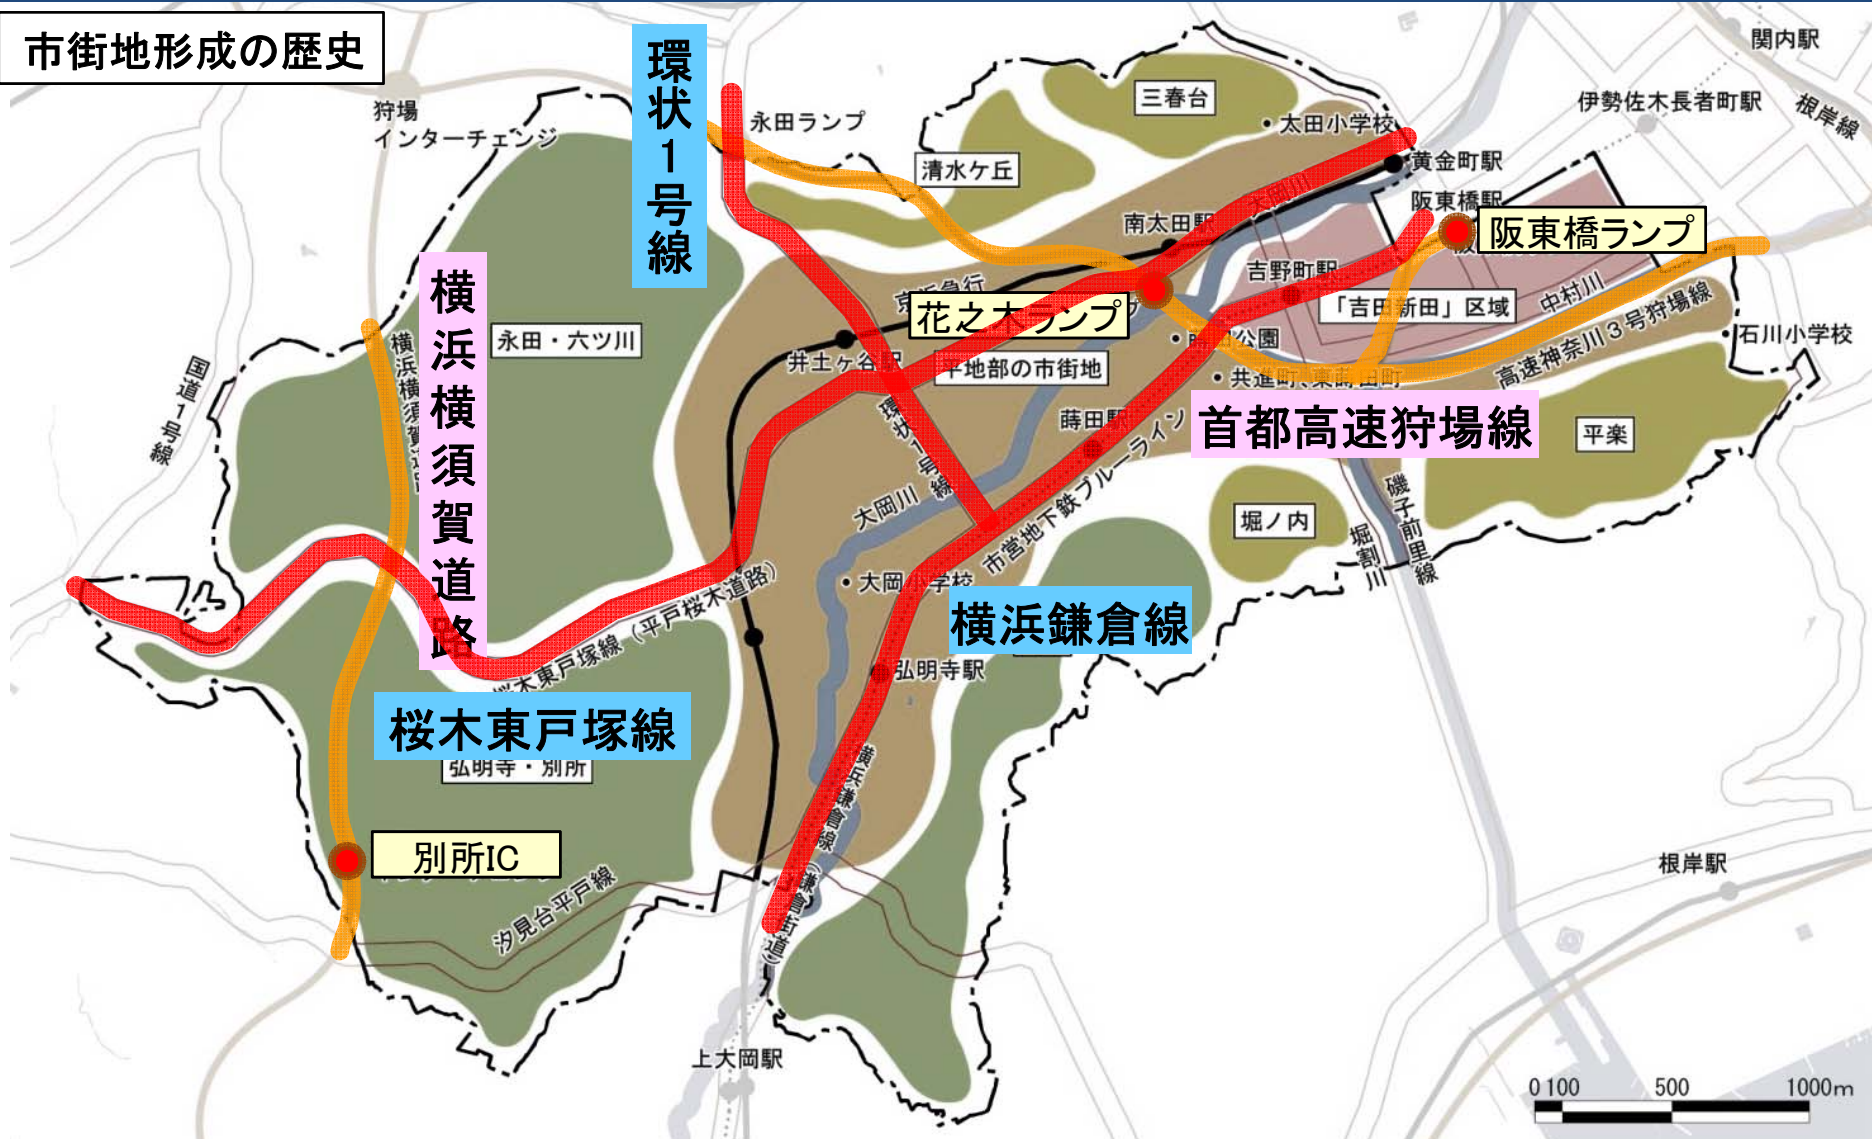 市街地形成の歴史
環状1号線
関内駅
三春台
伊勢佐木長者町駅
根岸線
狩場
インターチェンジ
永田ランプ
・太田小学校
清水ケ丘
黄金町駅
大岡川
阪東橋駅
南太田駅
阪東橋ランプ
吉野町駅
横浜横須賀道路
花之木ランプ
「吉田新田」区域
中村川
永田・六ツ川
井土ヶ谷駅
平地部の市街地
・共進町、東蒔田町
高速神奈川3号狩場線
・石川小学校
国道1号線
環状1号線
蒔田駅
首都高速狩場線
平楽
大岡川
市営地下鉄ブルーライン
堀ノ内
磯子前里線
堀割川
・大岡小学校
横浜鎌倉線
桜木東戸塚線（平戸桜木道路）
弘明寺駅
桜木東戸塚線
弘明寺・別所
横浜鎌倉線（鎌倉街道）
別所IC
汐見台平戸線
根岸駅
上大岡駅
0 100 500 1000m